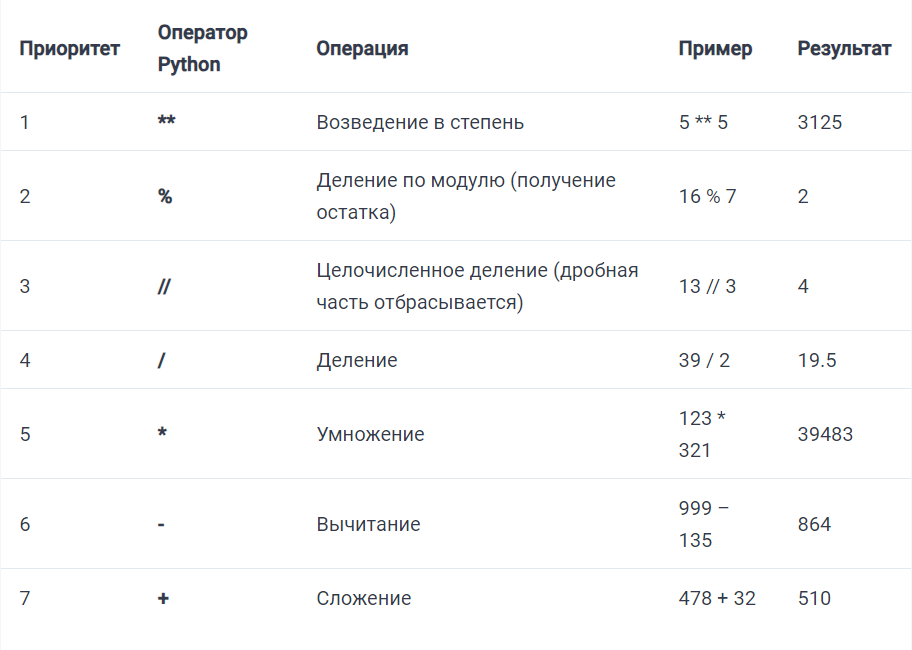 Приоритет Оператор Python Операция Пример Результат
1 ** Возведение в степень 5 ** 5 3125
2 % Деление по модулю (получение остатка) 16 % 7 2
3 // Целочисленное деление (дробная часть отбрасывается) 13 // 3 4
4 / Деление 39 / 2 19.5
5 * Умножение 123 * 321 39483
6 - Вычитание 999 – 135 864
7 + Сложение 478 + 32 510